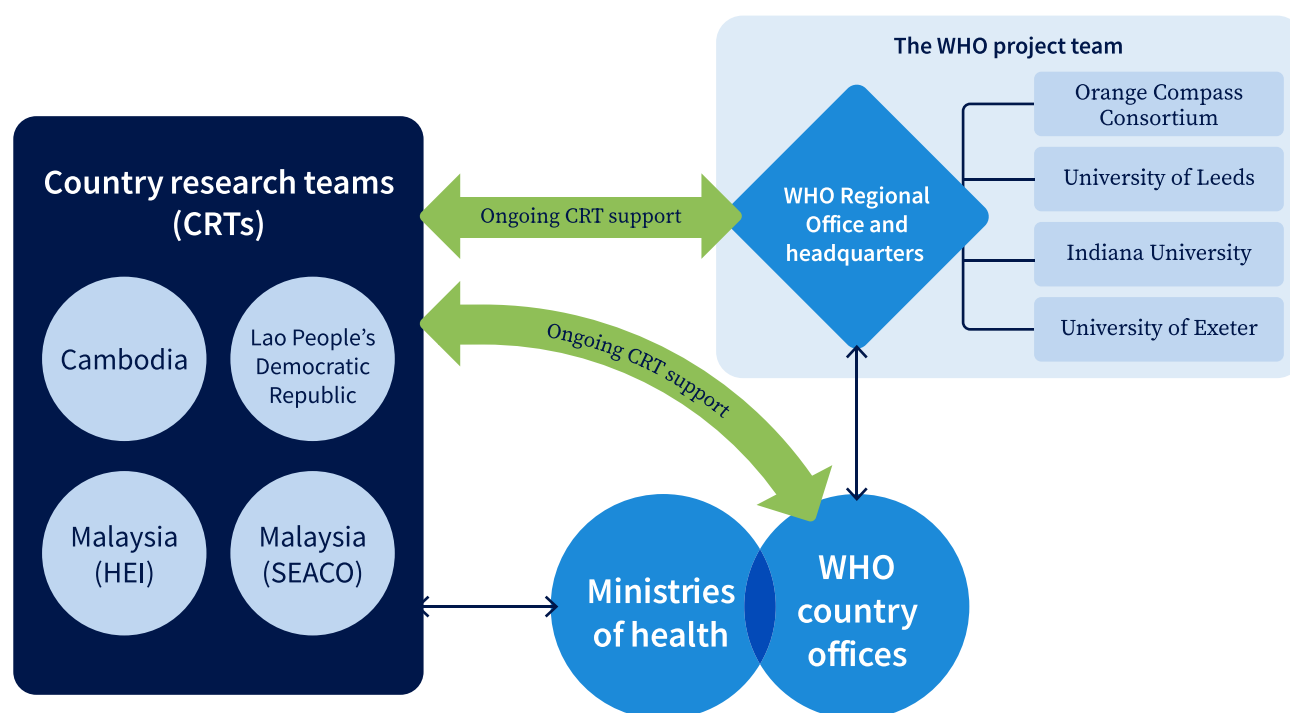 The WHO project team
Orange Compass
Consortium
University of Leeds
Indiana University
University of Exeter
WHO Regional
Office and
headquarters
Country research teams
(CRTs)
Ongoing CRT support
Ongoing CRT support
Cambodia
Lao People’s
Democratic
Republic
Malaysia
(HEI)
Malaysia
(SEACO)
Ministries
of health
WHO
country
offices